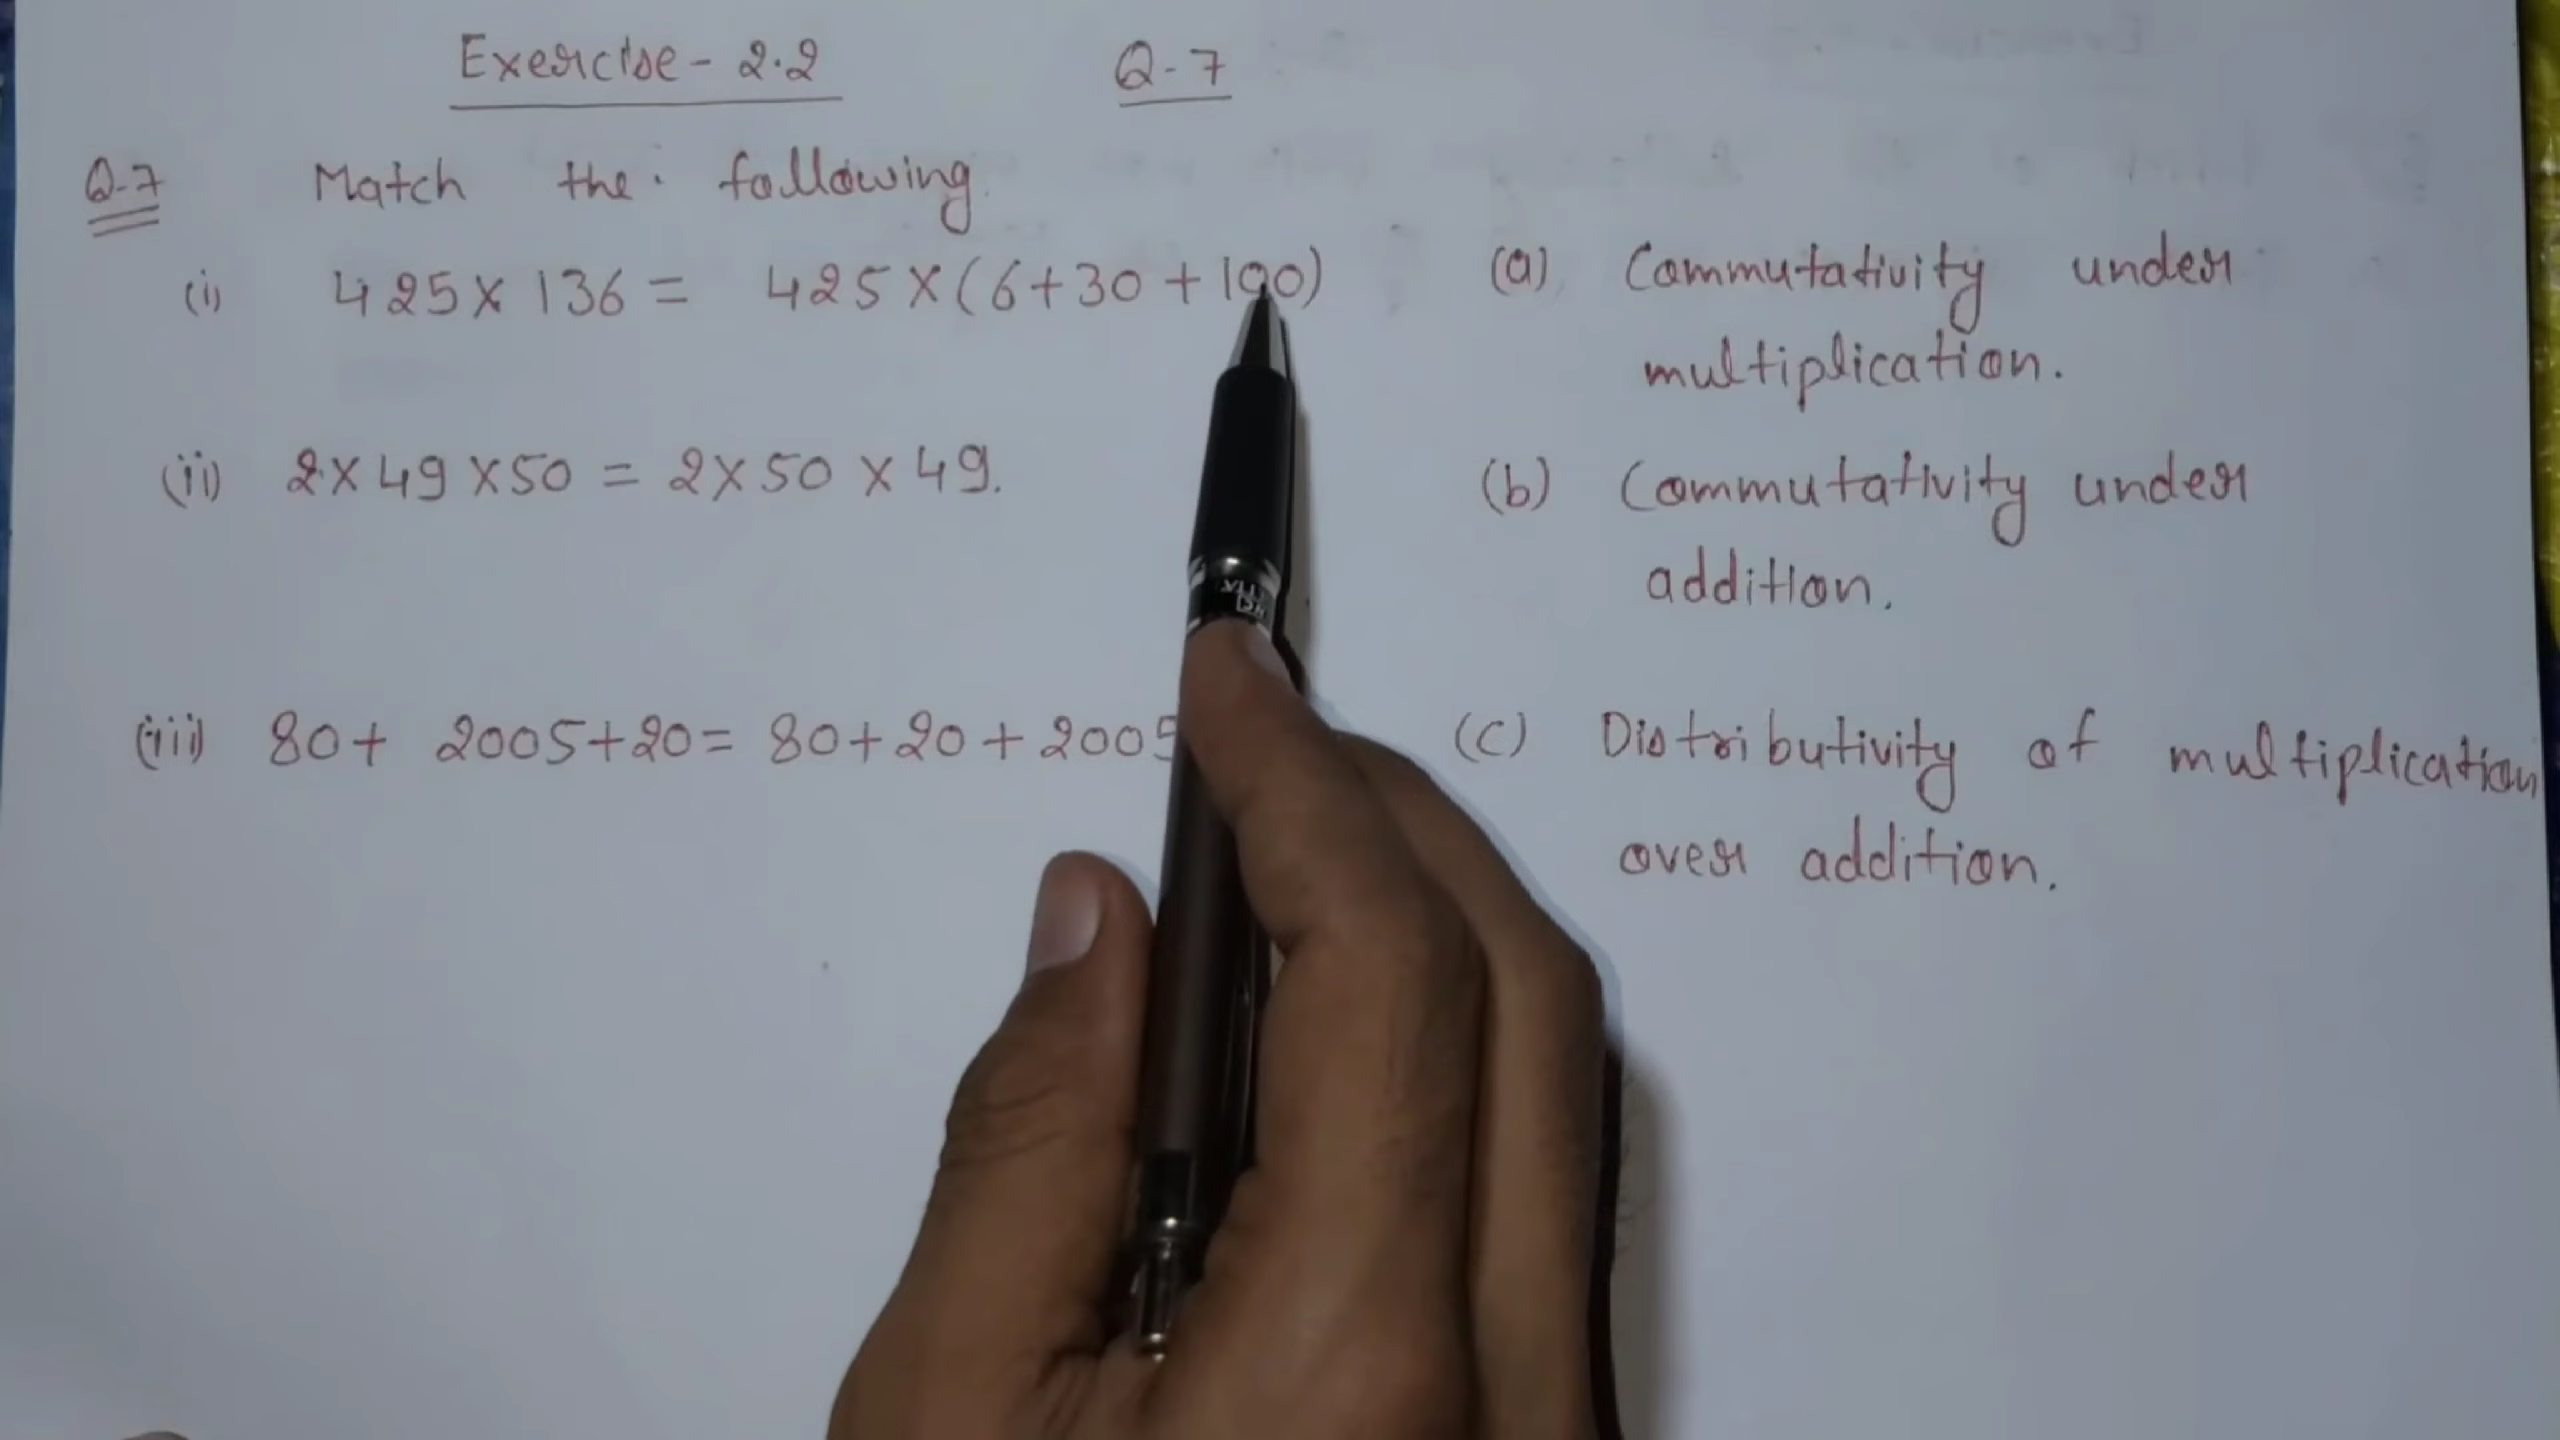 Exercise - 2.2 Q-7
Q-7 Match the following
(i) 425 × 136 = 425 × (6 + 30 + 100) (a) Commutativity under
multiplication.
(ii) 2 × 49 × 50 = 2 × 50 × 49. (b) Commutativity under
addition.
(iii) 80 + 2005 + 20 = 80 + 20 + 2005 (c) Distributivity of multiplication
over addition.